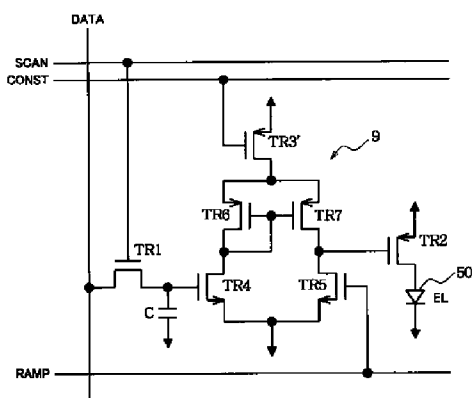 DATA
SCAN
CONST
TR3'
9
TR6
TR7
TR2
TR1
50
EL
TR4
TR5
C
RAMP